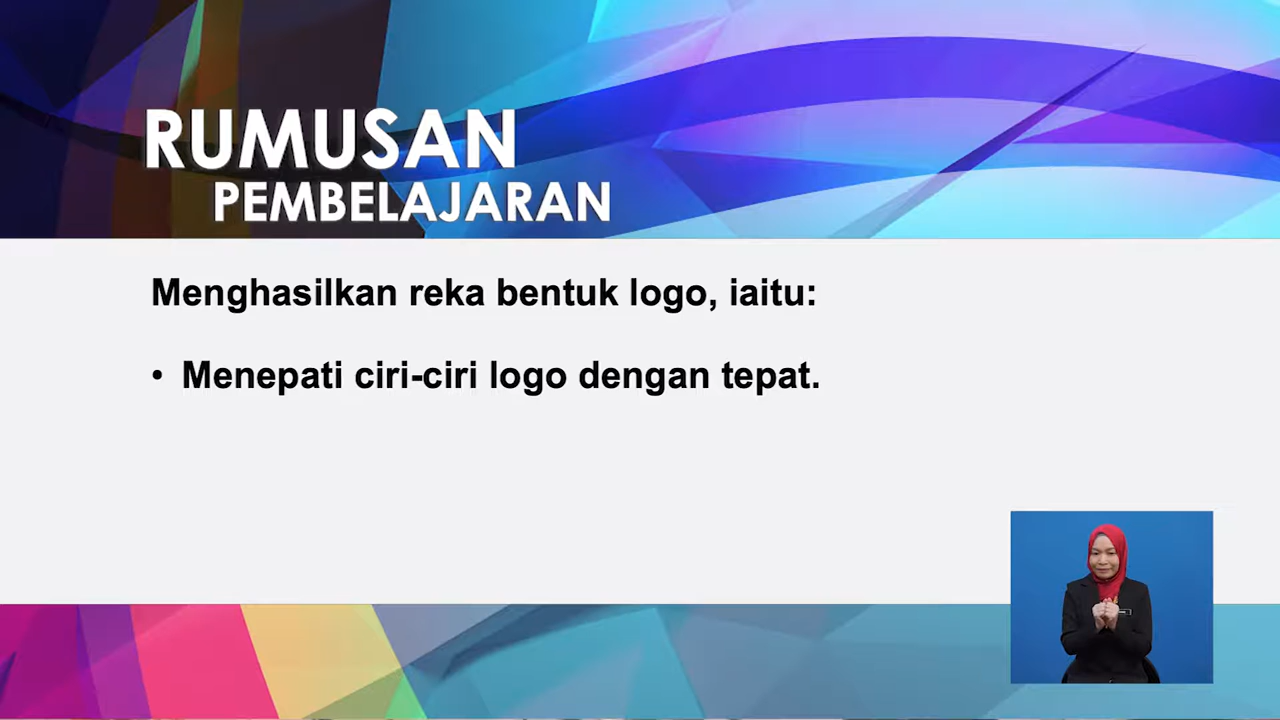 RUMUSAN
PEMBELAJARAN
Menghasilkan reka bentuk logo, iaitu:
• Menepati ciri-ciri logo dengan tepat.